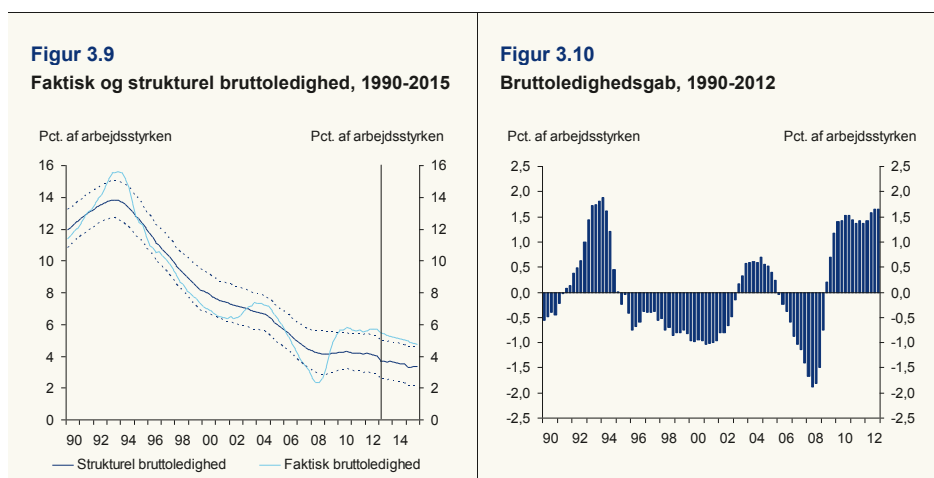 Figur 3.9
Faktisk og strukturel bruttoledighed, 1990-2015
Pct. af arbejdsstyrken Pct. af arbejdsstyrken
16 16
14 14
12 12
10 10
8 8
6 6
4 4
2 2
0 0
90 92 94 96 98 00 02 04 06 08 10 12 14
Strukturel bruttoledighed Faktisk bruttoledighed
Figur 3.10
Bruttoledighedsgab, 1990-2012
Pct. af arbejdsstyrken Pct. af arbejdsstyrken
2,5 2,5
2,0 2,0
1,5 1,5
1,0 1,0
0,5 0,5
0,0 0,0
-0,5 -0,5
-1,0 -1,0
-1,5 -1,5
-2,0 -2,0
-2,5 -2,5
90 92 94 96 98 00 02 04 06 08 10 12